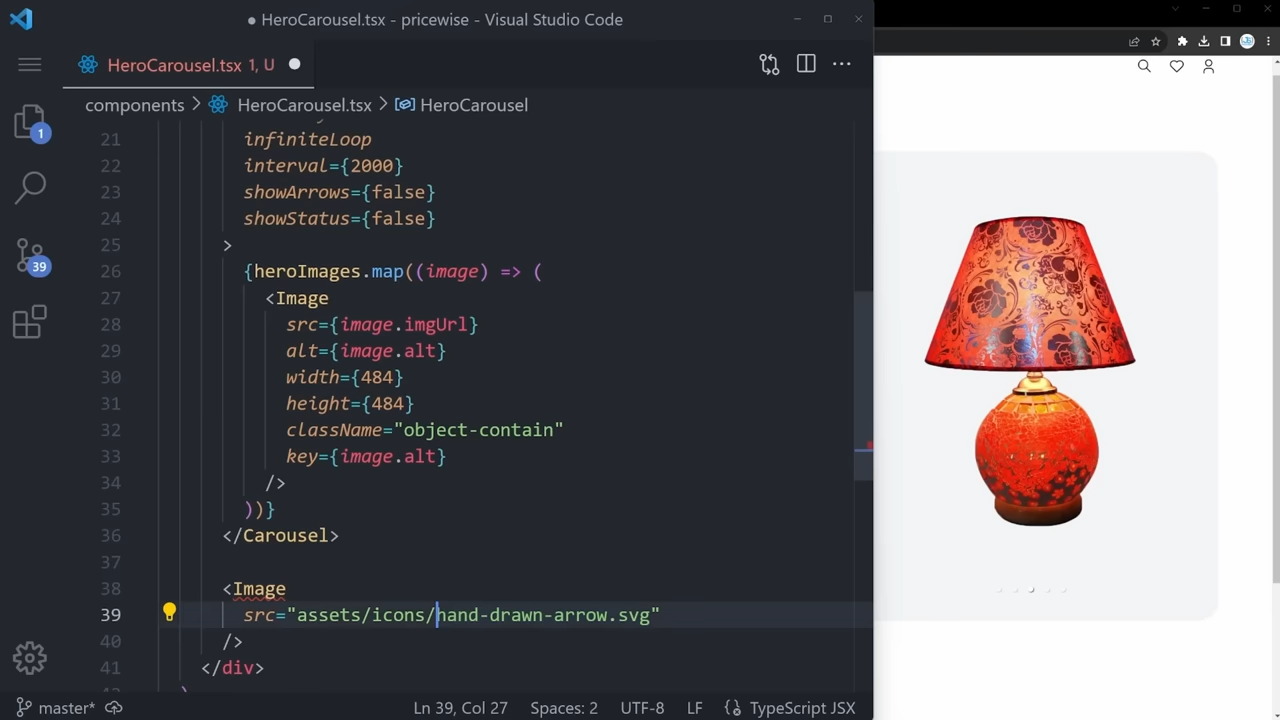 ● HeroCarousel.tsx - pricewise - Visual Studio Code
HeroCarousel.tsx 1, U
components > HeroCarousel.tsx > HeroCarousel
1
39
21 infiniteLoop
22 interval={2000}
23 showArrows={false}
24 showStatus={false}
25 >
26 {heroImages.map((image) => (
27 <Image
28 src={image.imgUrl}
29 alt={image.alt}
30 width={484}
31 height={484}
32 className="object-contain"
33 key={image.alt}
34 />
35 ))}
36 </Carousel>
37
38 <Image
39 src="assets/icons/hand-drawn-arrow.svg"
40 />
41 </div>
master* Ln 39, Col 27 Spaces: 2 UTF-8 LF TypeScript JSX